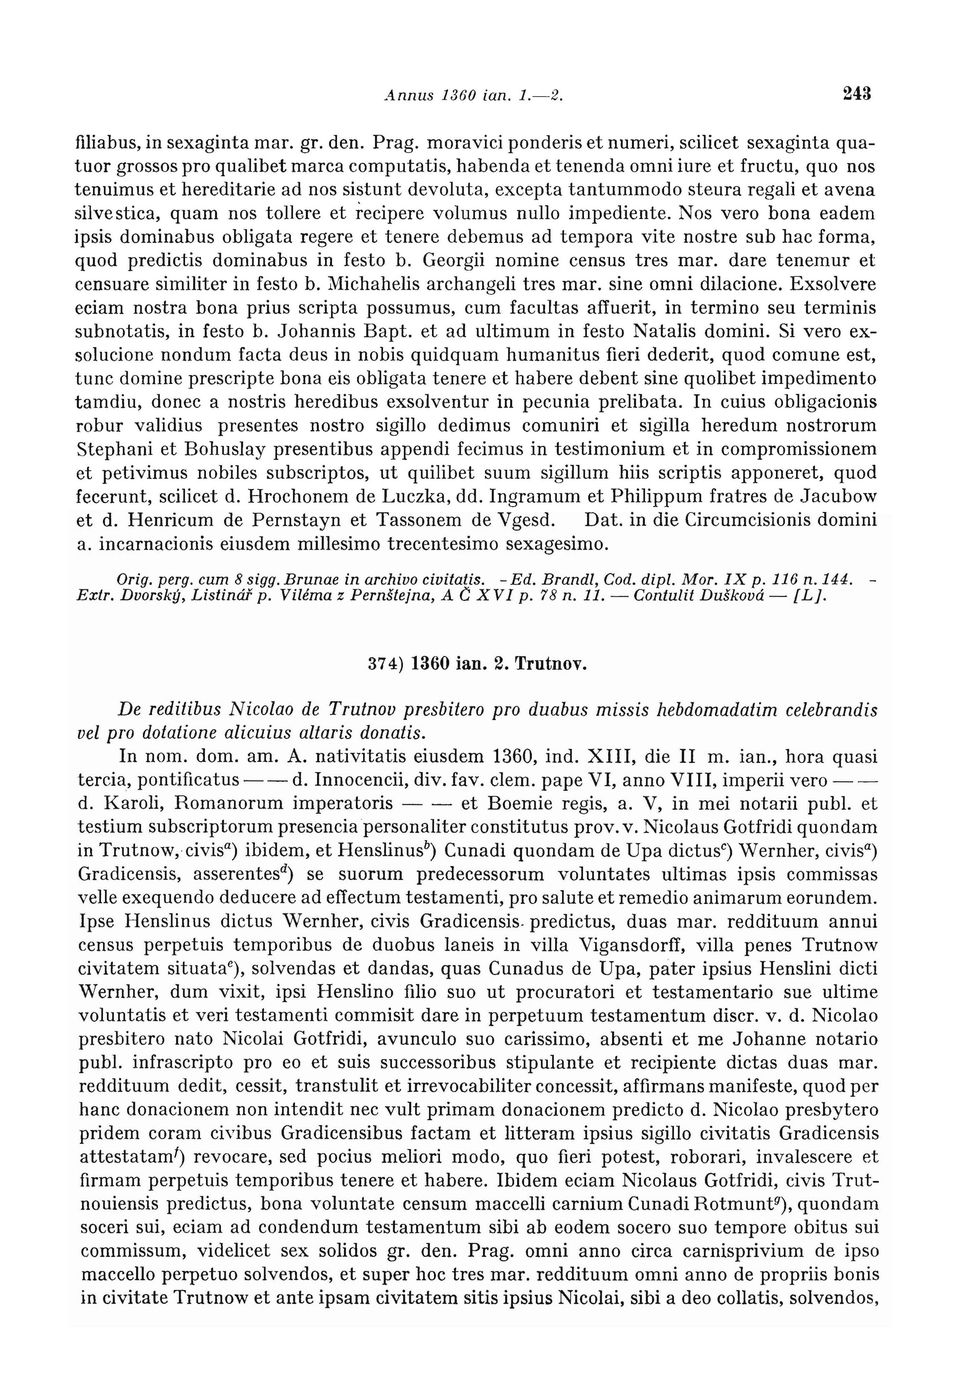 Annus 1360 ian. 1.—2. 243
filiabus, in sexaginta mar. gr. den. Prag. moravici ponderis et numeri, scilicet sexaginta qua-
tuor grossos pro qualibet marca computatis, habenda et tenenda omni iure et fructu, quo nos
tenuimus et hereditarie ad nos sistunt devoluta, excepta tantummodo steura regali et avena
silvestica, quam nos tollere et recipere volumus nullo impediente. Nos vero bona eadem
ipsis dominabus obligata regere et tenere debemus ad tempora vite nostre sub hac forma,
quod predictis dominabus in festo b. Georgii nomine census tres mar. dare tenemur et
censuare similiter in festo b. Michahelis archangeli tres mar. sine omni dilacione. Exsolvere
eciam nostra bona prius scripta possumus, cum facultas affuerit, in termino seu terminis
subnotatis, in festo b. Johannis Bapt. et ad ultimum in festo Natalis domini. Si vero ex-
solucione nondum facta deus in nobis quidquam humanitus fieri dederit, quod comune est,
tunc domine prescripte bona eis obligata tenere et habere debent sine quolibet impedimento
tamdiu, donec a nostris heredibus exsolventur in pecunia prelibata. In cuius obligacionis
robur validius presentes nostro sigillo dedimus comuniri et sigilla heredum nostrorum
Stephani et Bohuslay presentibus appendi fecimus in testimonium et in compromissionem
et petivimus nobiles subscriptos, ut quilibet suum sigillum hiis scriptis apponeret, quod
fecerunt, scilicet d. Hrochonem de Luczka, dd. Ingramum et Philippum fratres de Jacubow
et d. Henricum de Pernstayn et Tassonem de Vgesd. Dat. in die Circumcisionis domini
a. incarnacionis eiusdem millesimo trecentesimo sexagesimo.
Orig. perg. cum 8 sigg. Brunae in archivo civitatis. - Ed. Brandl, Cod. dipl. Mor. IX p. 116 n. 144. -
Extr. Dvorský, Listinář p. Viléma z Pernštejna, A Č XVI p. 78 n. 11. — Contulit Dušková — [L].
374) 1360 ian. 2. Trutnov.
De reditibus Nicolao de Trutnov presbitero pro duabus missis hebdomadatim celebrandis
vel pro dotatione alicuius altaris donatis.
In nom. dom. am. A. nativitatis eiusdem 1360, ind. XIII, die II m. ian., hora quasi
tercia, pontificatus — — d. Innocencii, div. fav. clem. pape VI, anno VIII, imperii vero — —
d. Karoli, Romanorum imperatoris — — et Boemie regis, a. V, in mei notarii publ. et
testium subscriptorum presencia personaliter constitutus prov. v. Nicolaus Gotfridi quondam
in Trutnow, civisᵃ) ibidem, et Henslinusᵇ) Cunadi quondam de Upa dictusᶜ) Wernher, civisᵃ)
Gradicensis, asserentesᵈ) se suorum predecessorum voluntates ultimas ipsis commissas
velle exequendo deducere ad effectum testamenti, pro salute et remedio animarum eorundem.
Ipse Henslinus dictus Wernher, civis Gradicensis predictus, duas mar. reddituum annui
census perpetuis temporibus de duobus laneis in villa Vigansdorff, villa penes Trutnow
civitatem situataᵉ), solvendas et dandas, quas Cunadus de Upa, pater ipsius Henslini dicti
Wernher, dum vixit, ipsi Henslino filio suo ut procuratori et testamentario sue ultime
voluntatis et veri testamenti commisit dare in perpetuum testamentum discr. v. d. Nicolao
presbitero nato Nicolai Gotfridi, avunculo suo carissimo, absenti et me Johanne notario
publ. infrascripto pro eo et suis successoribus stipulante et recipiente dictas duas mar.
reddituum dedit, cessit, transtulit et irrevocabiliter concessit, affirmans manifeste, quod per
hanc donacionem non intendit nec vult primam donacionem predicto d. Nicolao presbytero
pridem coram civibus Gradicensibus factam et litteram ipsius sigillo civitatis Gradicensis
attestatamᶠ) revocare, sed pocius meliori modo, quo fieri potest, roborari, invalescere et
firmam perpetuis temporibus tenere et habere. Ibidem eciam Nicolaus Gotfridi, civis Trut-
nouiensis predictus, bona voluntate censum maccelli carnium Cunadi Rotmuntᵍ), quondam
soceri sui, eciam ad condendum testamentum sibi ab eodem socero suo tempore obitus sui
commissum, videlicet sex solidos gr. den. Prag. omni anno circa carnisprivium de ipso
maccello perpetuo solvendos, et super hoc tres mar. reddituum omni anno de propriis bonis
in civitate Trutnow et ante ipsam civitatem sitis ipsius Nicolai, sibi a deo collatis, solvendos,